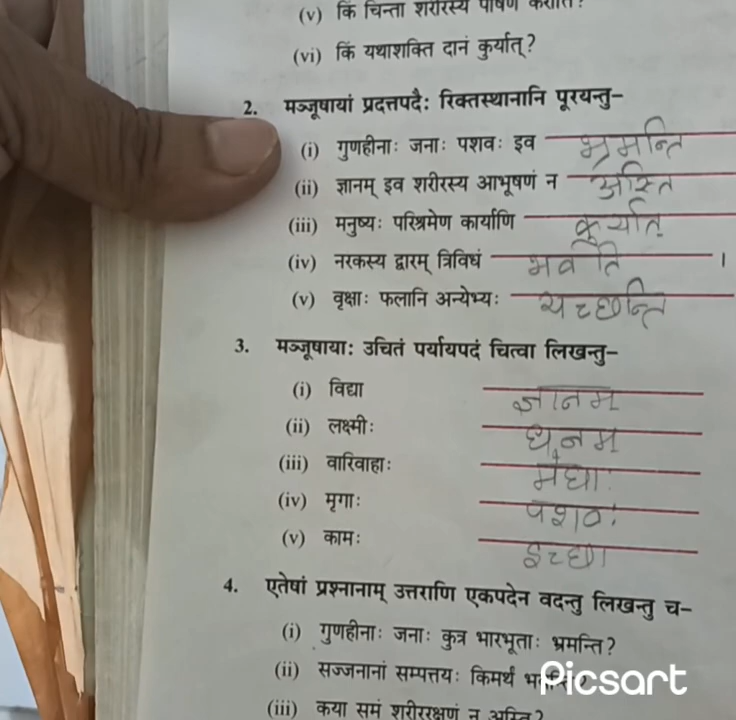 (v) किं चिन्ता शरीरस्य पोषणं करोति?
(vi) किं यथाशक्ति दानं कुर्यात्?
2. मञ्जूषायां प्रदत्तपदैः रिक्तस्थानानि पूरयन्तु–
(i) गुणहीनाः जनाः पशवः इव भ्रमन्ति
(ii) ज्ञानम् इव शरीरस्य आभूषणं न अस्ति
(iii) मनुष्यः परिश्रमेण कार्याणि कुर्यात्
(iv) नरकस्य द्वारम् त्रिविधं भवति ।
(v) वृक्षाः फलानि अन्येभ्यः यच्छन्ति
3. मञ्जूषायाः उचितं पर्यायपदं चित्वा लिखन्तु–
(i) विद्या ज्ञानम्
(ii) लक्ष्मीः धनम्
(iii) वारिवाहाः मेघाः
(iv) मृगाः पशवः
(v) कामः इच्छा
4. एतेषां प्रश्नानाम् उत्तराणि एकपदेन वदन्तु लिखन्तु च–
(i) गुणहीनाः जनाः कुत्र भारभूताः भ्रमन्ति?
(ii) सज्जनानां सम्पत्तयः किमर्थं
Picsart
(iii) कया समं शरीररक्षणं न अस्ति?